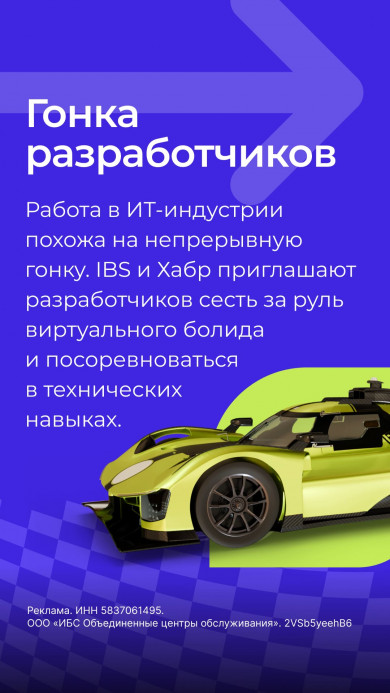 Гонка
разработчиков
Работа в ИТ-индустрии
похожа на непрерывную
гонку. IBS и Хабр приглашают
разработчиков сесть за руль
виртуального болида
и посоревноваться
в технических
навыках.
Реклама. ИНН 5837061495.
ООО «ИБС Объединенные центры обслуживания». 2VSb5yeehB6